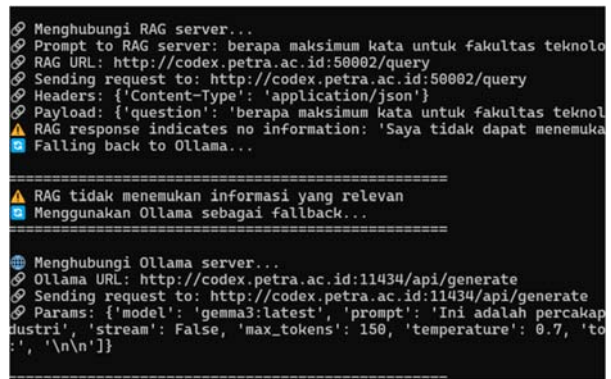 🔗 Menghubungi RAG server...
🔗 Prompt to RAG server: berapa maksimum kata untuk fakultas teknolo
🔗 RAG URL: http://codex.petra.ac.id:50002/query
🔗 Sending request to: http://codex.petra.ac.id:50002/query
🔗 Headers: {'Content-Type': 'application/json'}
🔗 Payload: {'question': 'berapa maksimum kata untuk fakultas teknol
⚠ RAG response indicates no information: 'Saya tidak dapat menemuka
🔄 Falling back to Ollama...
==================================================
⚠ RAG tidak menemukan informasi yang relevan
🔄 Menggunakan Ollama sebagai fallback...
==================================================
🌐 Menghubungi Ollama server...
🔗 Ollama URL: http://codex.petra.ac.id:11434/api/generate
🔗 Sending request to: http://codex.petra.ac.id:11434/api/generate
🔗 Params: {'model': 'gemma3:latest', 'prompt': 'Ini adalah percakap
dustri', 'stream': False, 'max_tokens': 150, 'temperature': 0.7, 'to
:', '\n\n']}
==================================================